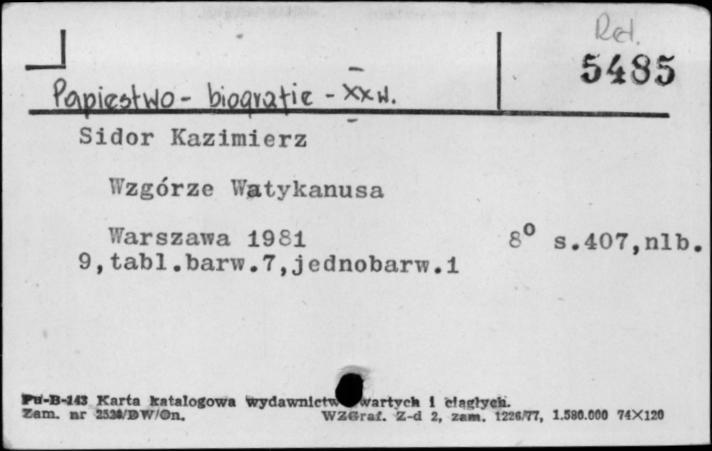 Rel.
5485
Papiestwo - biografie - XX w.
Sidor Kazimierz
Wzgórze Watykanusa
Warszawa 1981 8° s.407,nlb.
9,tabl.barw.7,jednobarw.1
Pu-B-143 Karta katalogowa wydawnictw zwartych i ciągłych.
Zam. nr 2538/DW/Gn. WZGraf. Z-d 2, zam. 1226/77, 1.580.000 74X120